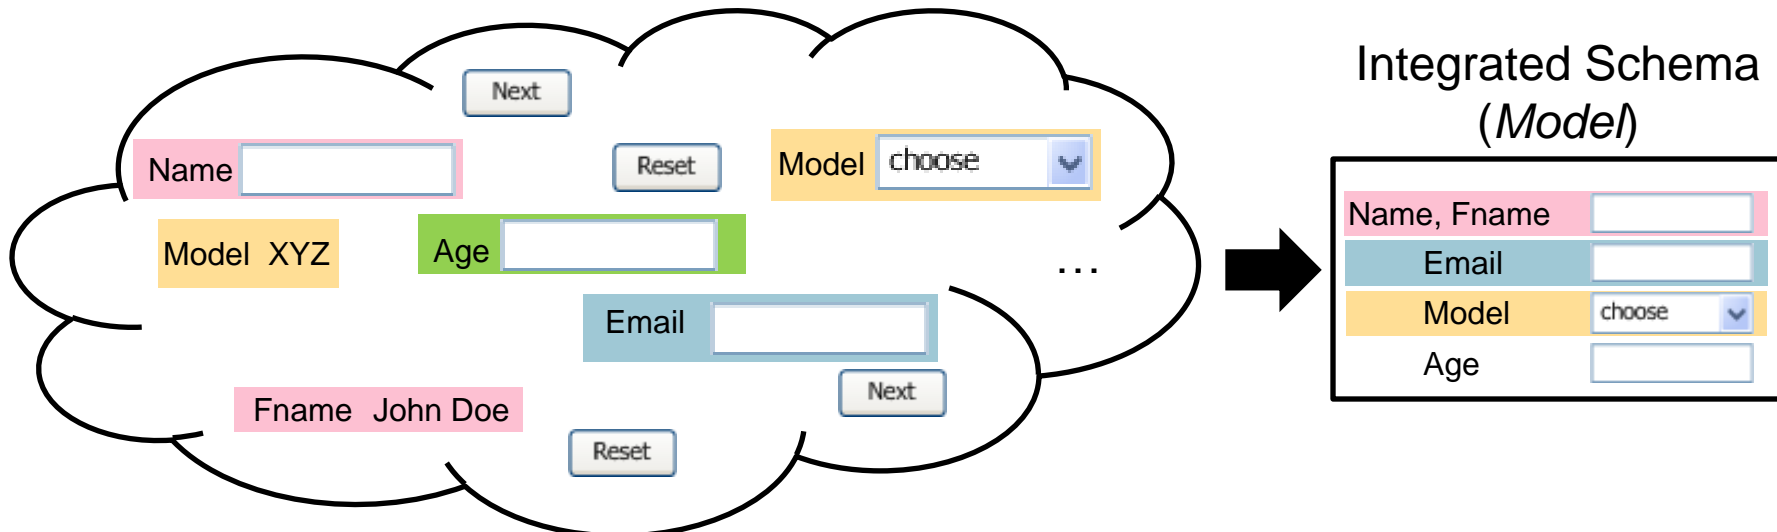 Next
Name
Reset
Model choose
Model XYZ
Age
...
Email
Next
Fname John Doe
Reset
Integrated Schema
(Model)
Name, Fname
Email
Model choose
Age